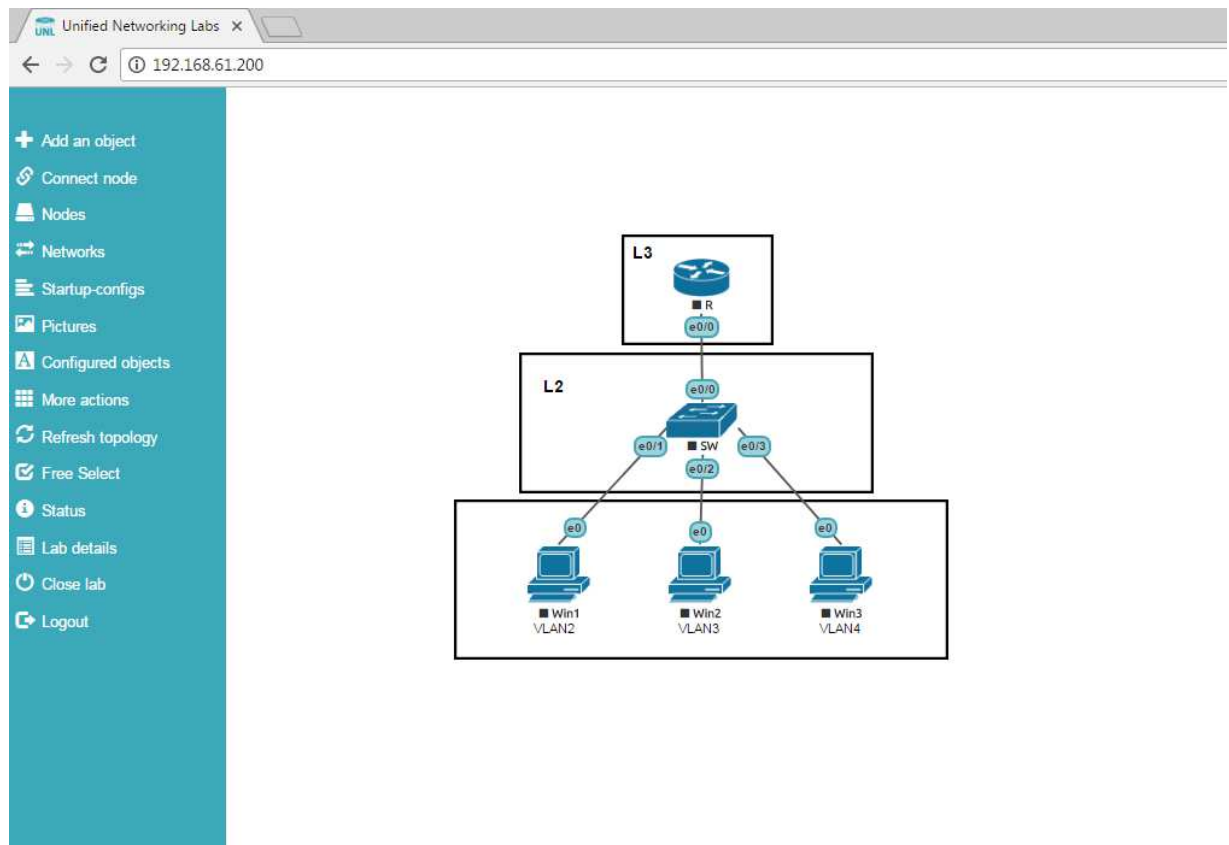 UNL Unified Networking Labs
192.168.61.200
Add an object
Connect node
Nodes
Networks
Startup-configs
Pictures
A Configured objects
More actions
Refresh topology
Free Select
Status
Lab details
Close lab
Logout
L3
R
e0/0
L2
e0/0
e0/1
SW
e0/3
e0/2
e0
e0
e0
Win1
VLAN2
Win2
VLAN3
Win3
VLAN4